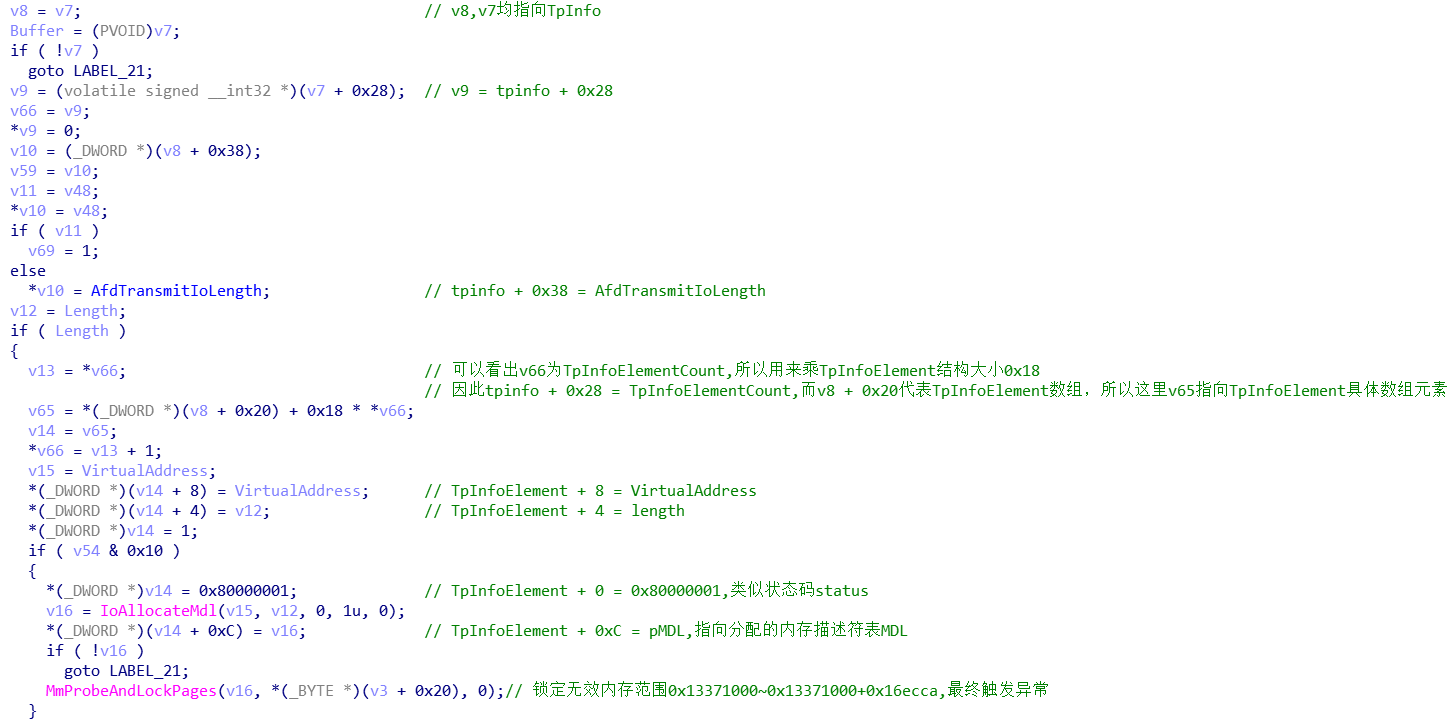 v8 = v7; // v8,v7均指向TpInfo
Buffer = (PVOID)v7;
if ( !v7 )
goto LABEL_21;
v9 = (volatile signed __int32 *)(v7 + 0x28); // v9 = tpinfo + 0x28
v66 = v9;
*v9 = 0;
v10 = (_DWORD *)(v8 + 0x38);
v59 = v10;
v11 = v48;
*v10 = v48;
if ( v11 )
v69 = 1;
else
*v10 = AfdTransmitIoLength; // tpinfo + 0x38 = AfdTransmitIoLength
v12 = Length;
if ( Length )
{
v13 = *v66; // 可以看出v66为TpInfoElementCount,所以用来乘TpInfoElement结构大小0x18
// 因此tpinfo + 0x28 = TpInfoElementCount,而v8 + 0x20代表TpInfoElement数组，所以这里v65指向TpInfoElement具体数组元素
v65 = *(_DWORD *)(v8 + 0x20) + 0x18 * *v66;
v14 = v65;
*v66 = v13 + 1;
v15 = VirtualAddress;
*(_DWORD *)(v14 + 8) = VirtualAddress; // TpInfoElement + 8 = VirtualAddress
*(_DWORD *)(v14 + 4) = v12; // TpInfoElement + 4 = length
*(_DWORD *)v14 = 1;
if ( v54 & 0x10 )
{
*(_DWORD *)v14 = 0x80000001; // TpInfoElement + 0 = 0x80000001,类似状态码status
v16 = IoAllocateMdl(v15, v12, 0, 1u, 0);
*(_DWORD *)(v14 + 0xC) = v16; // TpInfoElement + 0xC = pMDL,指向分配的内存描述符表MDL
if ( !v16 )
goto LABEL_21;
MmProbeAndLockPages(v16, *(_BYTE *)(v3 + 0x20), 0);// 锁定无效内存范围0x13371000~0x13371000+0x16ecca,最终触发异常
}